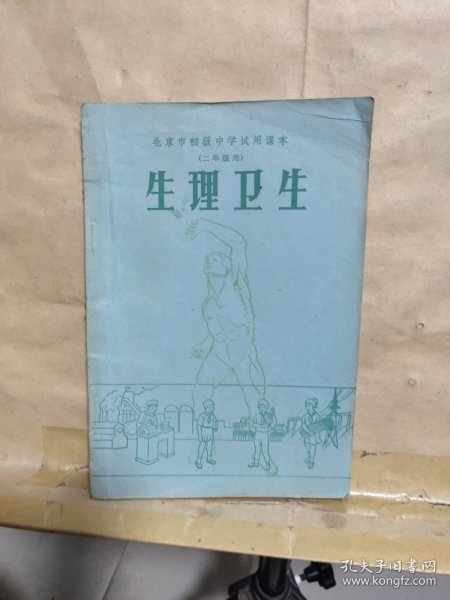 北京市初级中学试用课本
(二年级用)
生理卫生
孔夫子旧书网
www.kongfz.com